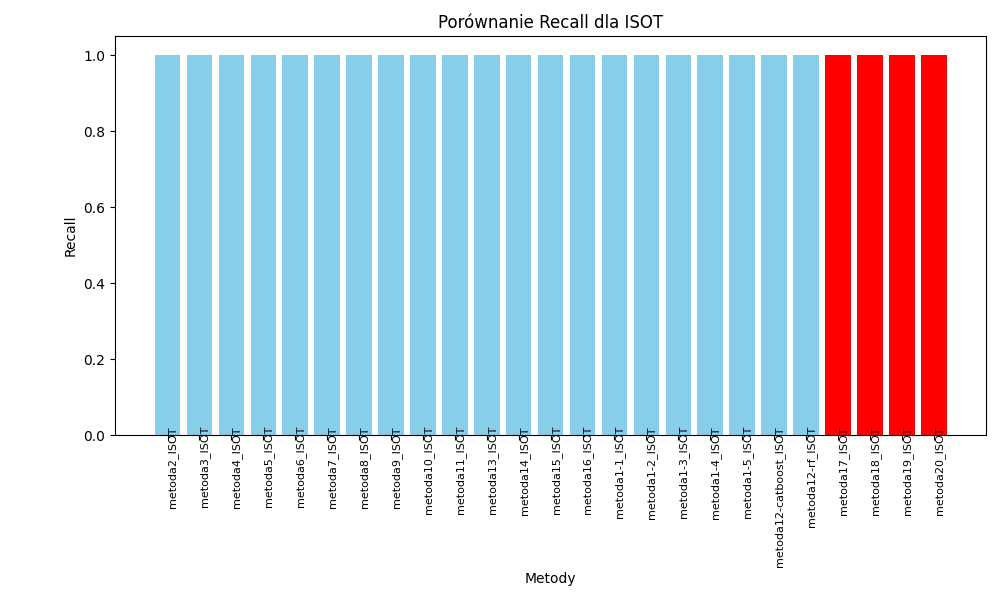 Porównanie Recall dla ISOT
Recall
1.0
0.8
0.6
0.4
0.2
0.0
metoda2_ISOT
metoda3_ISOT
metoda4_ISOT
metoda5_ISOT
metoda6_ISOT
metoda7_ISOT
metoda8_ISOT
metoda9_ISOT
metoda10_ISOT
metoda11_ISOT
metoda13_ISOT
metoda14_ISOT
metoda15_ISOT
metoda16_ISOT
metoda1-1_ISOT
metoda1-2_ISOT
metoda1-3_ISOT
metoda1-4_ISOT
metoda1-5_ISOT
metoda12-catboost_ISOT
metoda12-rf_ISOT
metoda17_ISOT
metoda18_ISOT
metoda19_ISOT
metoda20_ISOT
Metody